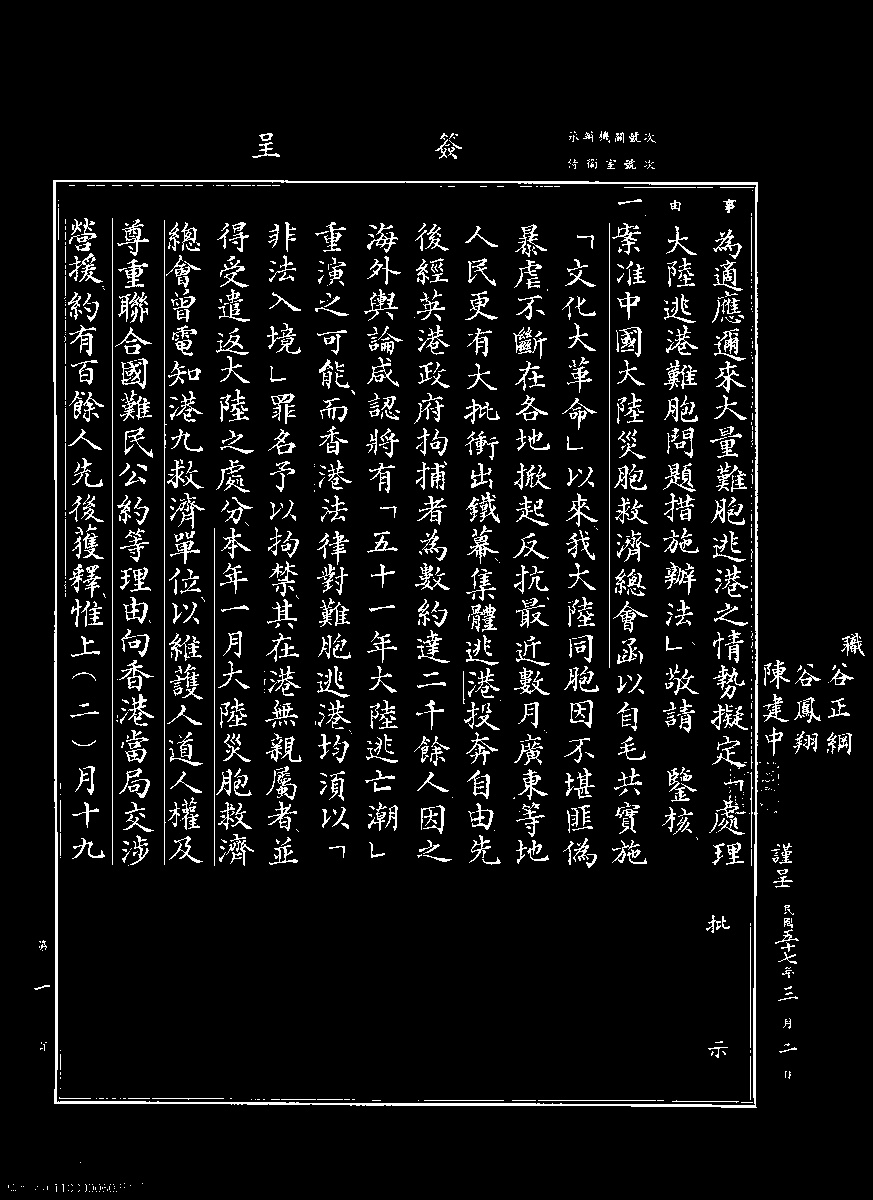 簽呈
承辦機關號次
侍衛室號次
職
谷正綱
谷鳳翔
陳建中
謹呈
民國五十七年三月二日
事由
為適應邇來大量難胞逃港之情勢擬定「處理
大陸逃港難胞問題措施辦法」敬請 鑒核
一案准中國大陸災胞救濟總會函以自毛共實施
「文化大革命」以來我大陸同胞因不堪匪偽
暴虐不斷在各地掀起反抗最近數月廣東等地
人民更有大批衝出鐵幕集體逃港投奔自由先
後經英港政府拘捕者為數約達二千餘人因之
海外輿論咸認將有「五十一年大陸逃亡潮」
重演之可能而香港法律對難胞逃港均須以「
非法入境」罪名予以拘禁其在港無親屬者並
得受遣返大陸之處分本年一月大陸災胞救濟
總會曾電知港九救濟單位以維護人道人權及
尊重聯合國難民公約等理由向香港當局交涉
營援約有百餘人先後獲釋惟上(二)月十九
批示
第一頁